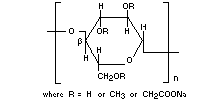 H OR
O OR H
β H
H O
CH₂OR
n
where R = H or CH₃ or CH₂COONa